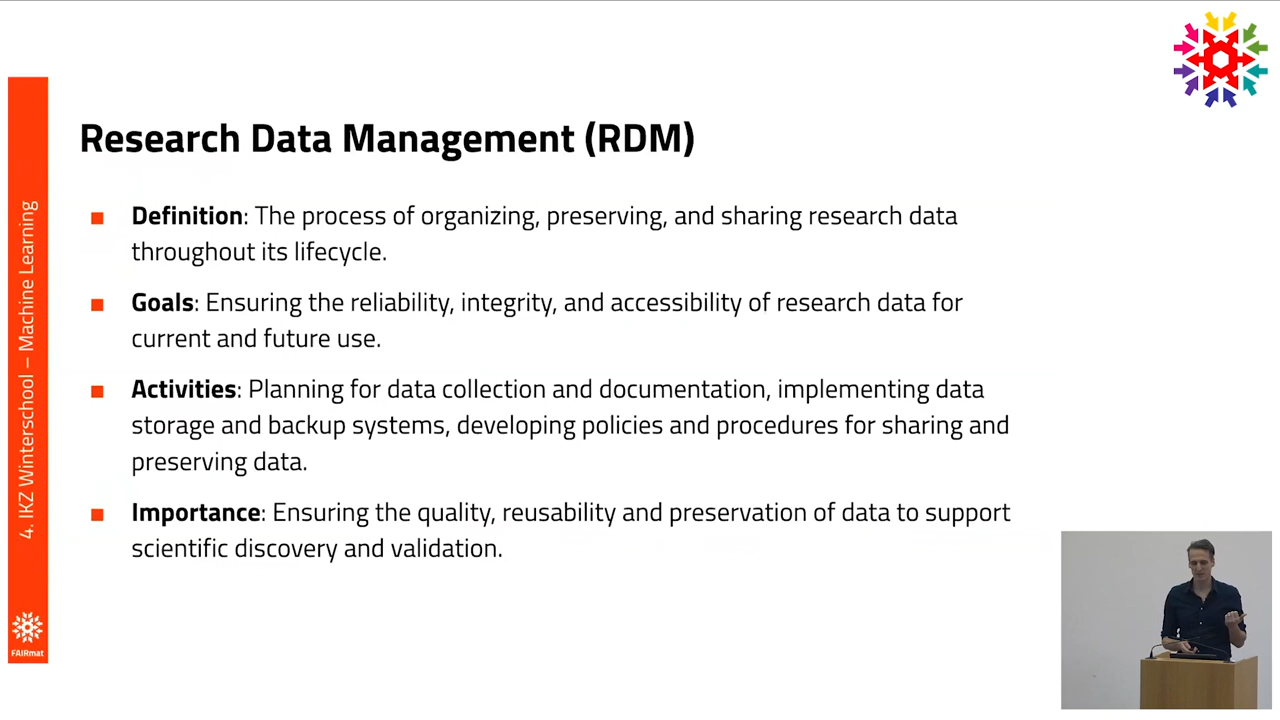 Research Data Management (RDM)
Definition: The process of organizing, preserving, and sharing research data
throughout its lifecycle.
Goals: Ensuring the reliability, integrity, and accessibility of research data for
current and future use.
Activities: Planning for data collection and documentation, implementing data
storage and backup systems, developing policies and procedures for sharing and
preserving data.
Importance: Ensuring the quality, reusability and preservation of data to support
scientific discovery and validation.
4. IKZ Winterschool – Machine Learning
FAIRmat